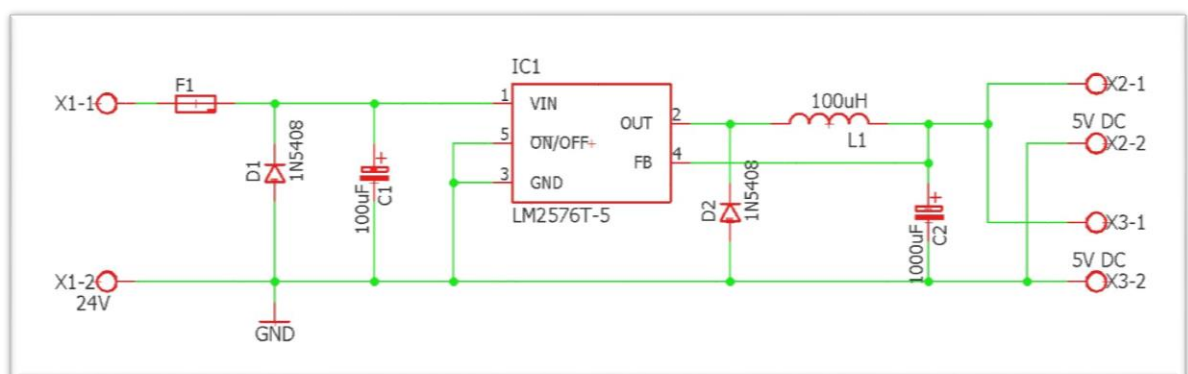 IC1
F1
X1-1
1
VIN
5
ON/OFF
3
GND
OUT
2
FB
4
LM2576T-5
D1
1N5408
100uF
C1
100uH
L1
D2
1N5408
1000uF
C2
X2-1
5V DC
X2-2
X3-1
5V DC
X3-2
X1-2
24V
GND